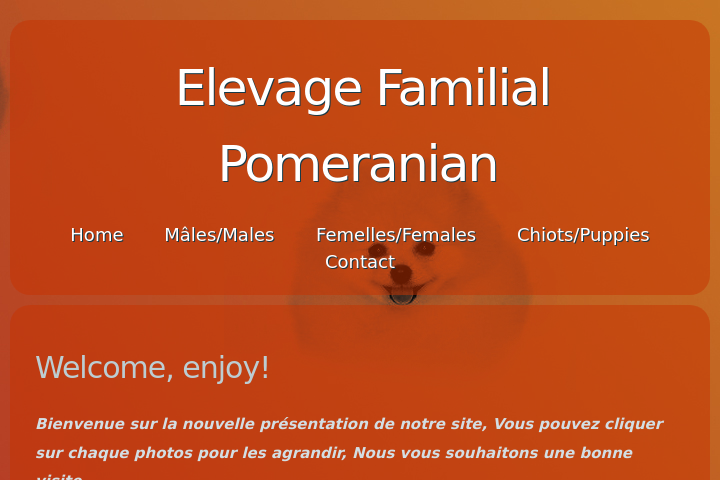 Elevage Familial
Pomeranian
Home Mâles/Males Femelles/Females Chiots/Puppies
Contact
Welcome, enjoy!
Bienvenue sur la nouvelle présentation de notre site, Vous pouvez cliquer
sur chaque photos pour les agrandir, Nous vous souhaitons une bonne
visite